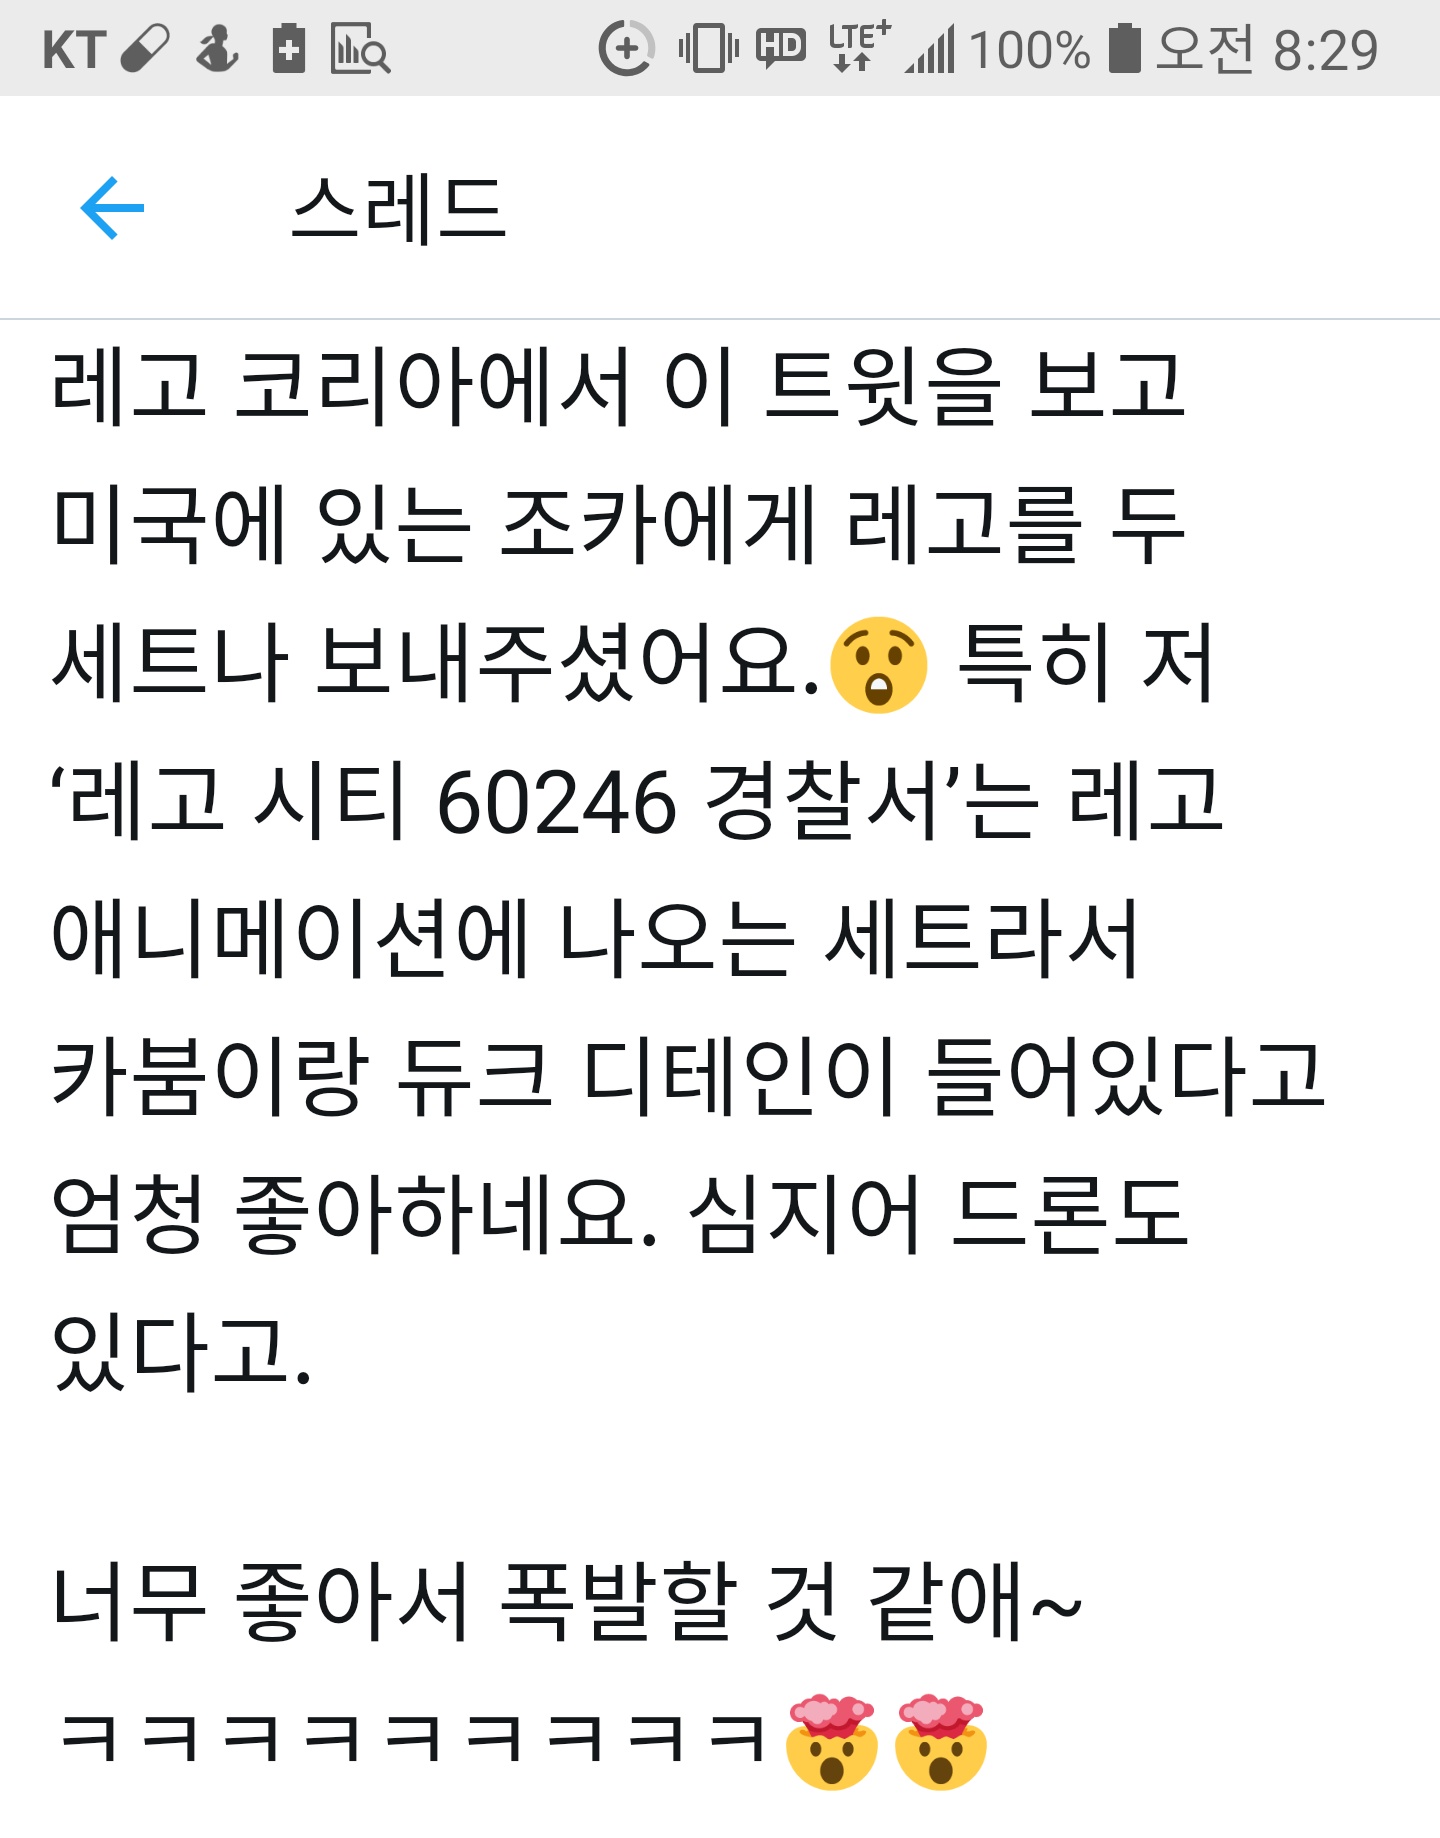 KT HD LTE+ 100% 오전 8:29
스레드
레고 코리아에서 이 트윗을 보고
미국에 있는 조카에게 레고를 두
세트나 보내주셨어요.😲 특히 저
‘레고 시티 60246 경찰서’는 레고
애니메이션에 나오는 세트라서
카붐이랑 듀크 디테인이 들어있다고
엄청 좋아하네요. 심지어 드론도
있다고.
너무 좋아서 폭발할 것 같애~
ㅋㅋㅋㅋㅋㅋㅋㅋㅋ🤯🤯